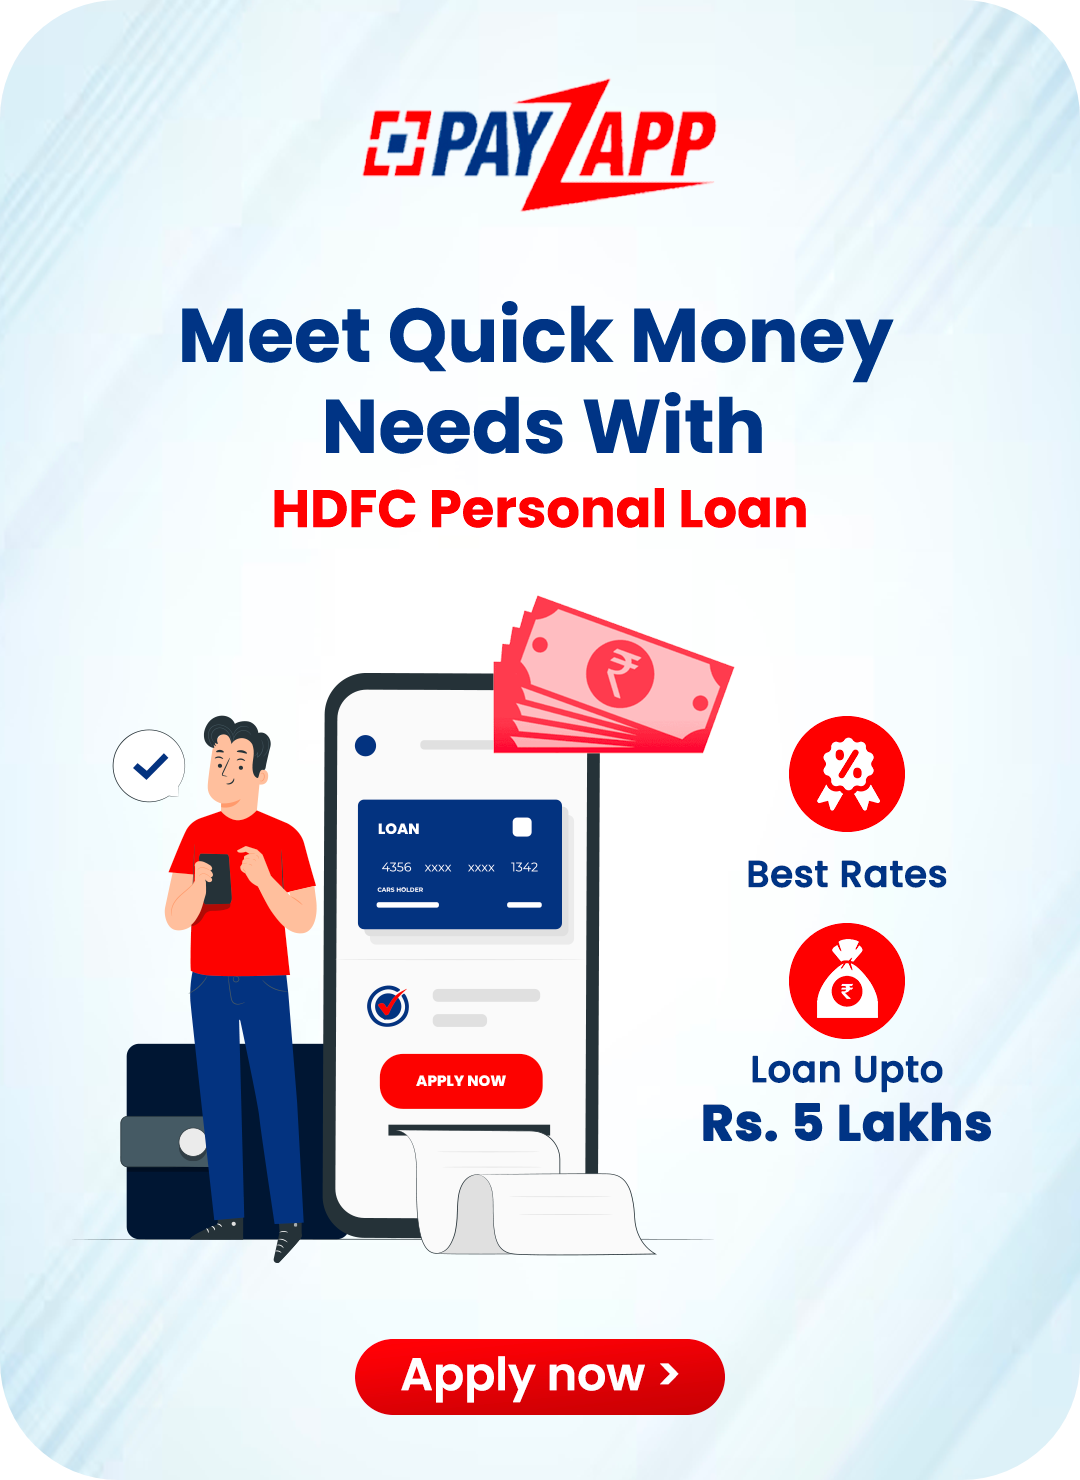 PAYZAPP
Meet Quick Money
Needs With
HDFC Personal Loan
LOAN
4356 xxxx xxxx 1342
CARS HOLDER
APPLY NOW
Best Rates
Loan Upto
Rs. 5 Lakhs
Apply now >